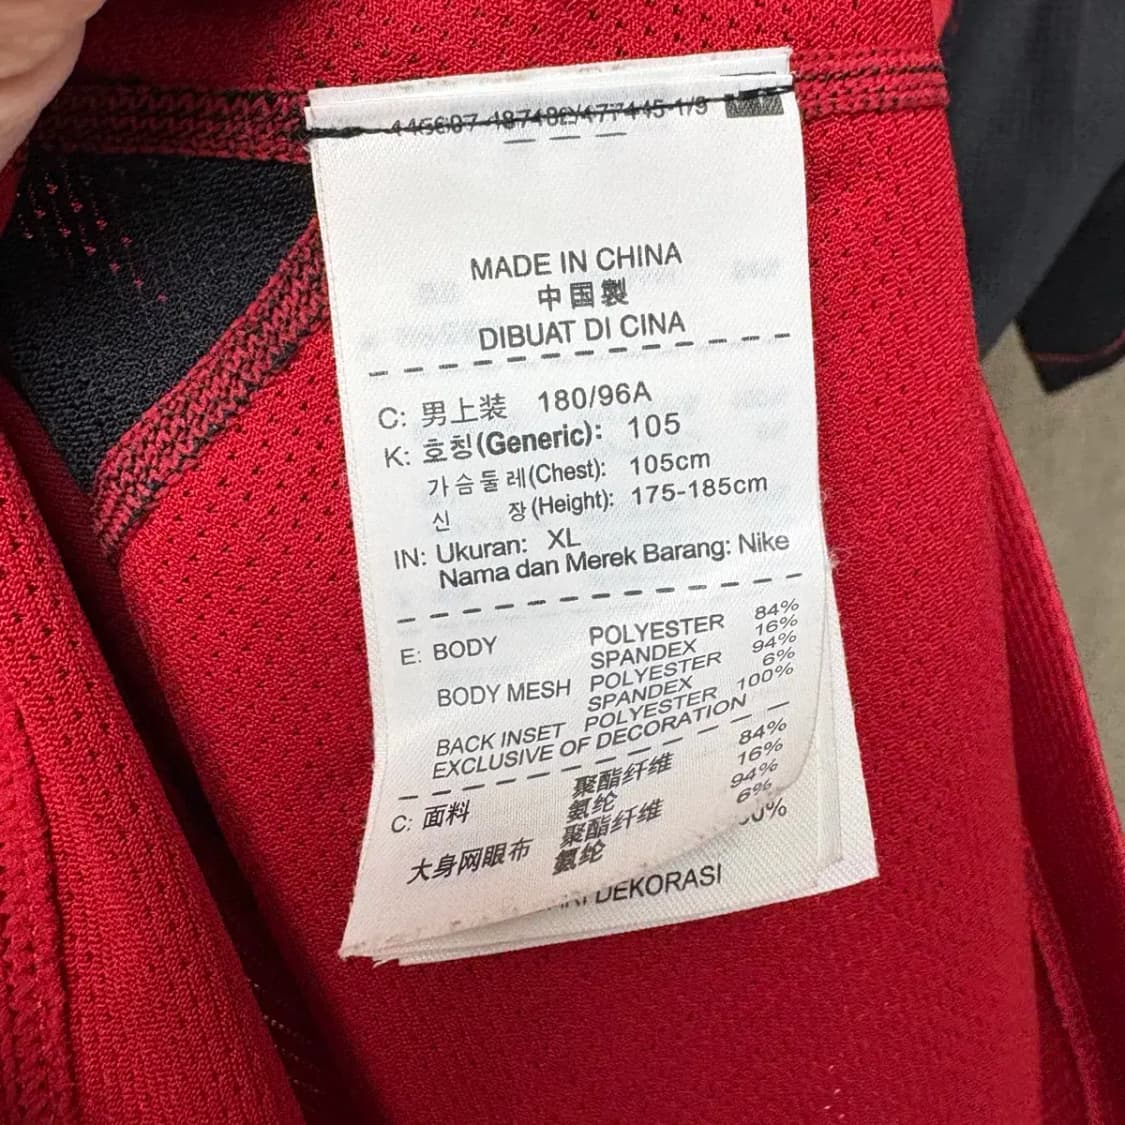 MADE IN CHINA
中国製
DIBUAT DI CINA
C: 男上装 180/96A
K: 호칭(Generic): 105
가슴둘레(Chest): 105cm
신 장(Height): 175-185cm
IN: Ukuran: XL
Nama dan Merek Barang: Nike
E: BODY POLYESTER 84%
SPANDEX 16%
BODY MESH POLYESTER 94%
SPANDEX 6%
BACK INSET POLYESTER 100%
EXCLUSIVE OF DECORATION
C: 面料 聚酯纤维 84%
氨纶 16%
大身网眼布 聚酯纤维 94%
氨纶 6%
DEKORASI